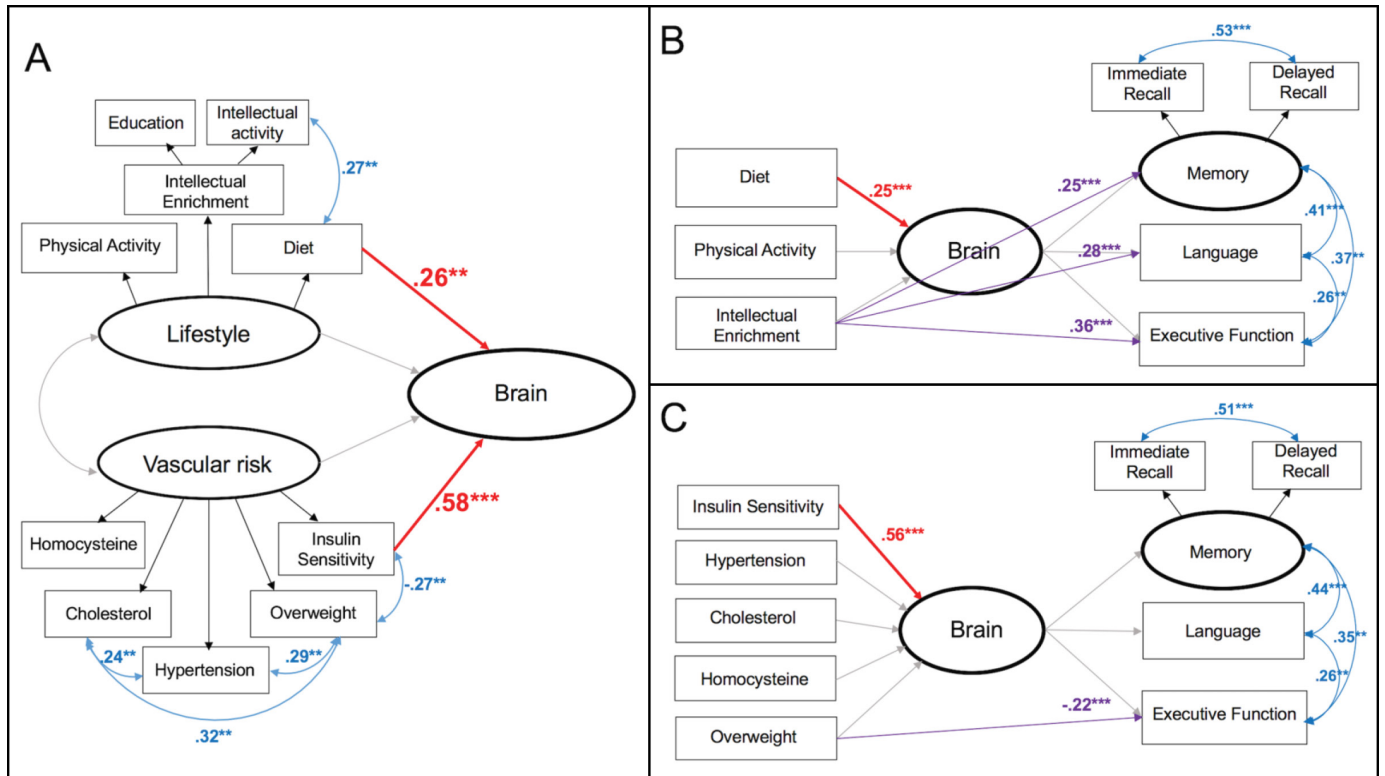 A
Education
Intellectual
activity
.27**
Intellectual
Enrichment
Physical Activity
Diet
.26**
Lifestyle
Brain
Vascular risk
.58***
Homocysteine
Insulin
Sensitivity
-.27**
Cholesterol
Overweight
.24**
Hypertension
.29**
.32**
B
.53***
Immediate
Recall
Delayed
Recall
Diet
.25***
.25***
Memory
.41***
Physical Activity
Brain
.28***
Language
.37**
.26**
Intellectual
Enrichment
.36***
Executive Function
C
.51***
Immediate
Recall
Delayed
Recall
Insulin Sensitivity
.56***
Memory
Hypertension
.44***
Cholesterol
Brain
Language
.35**
.26**
Homocysteine
-.22***
Executive Function
Overweight